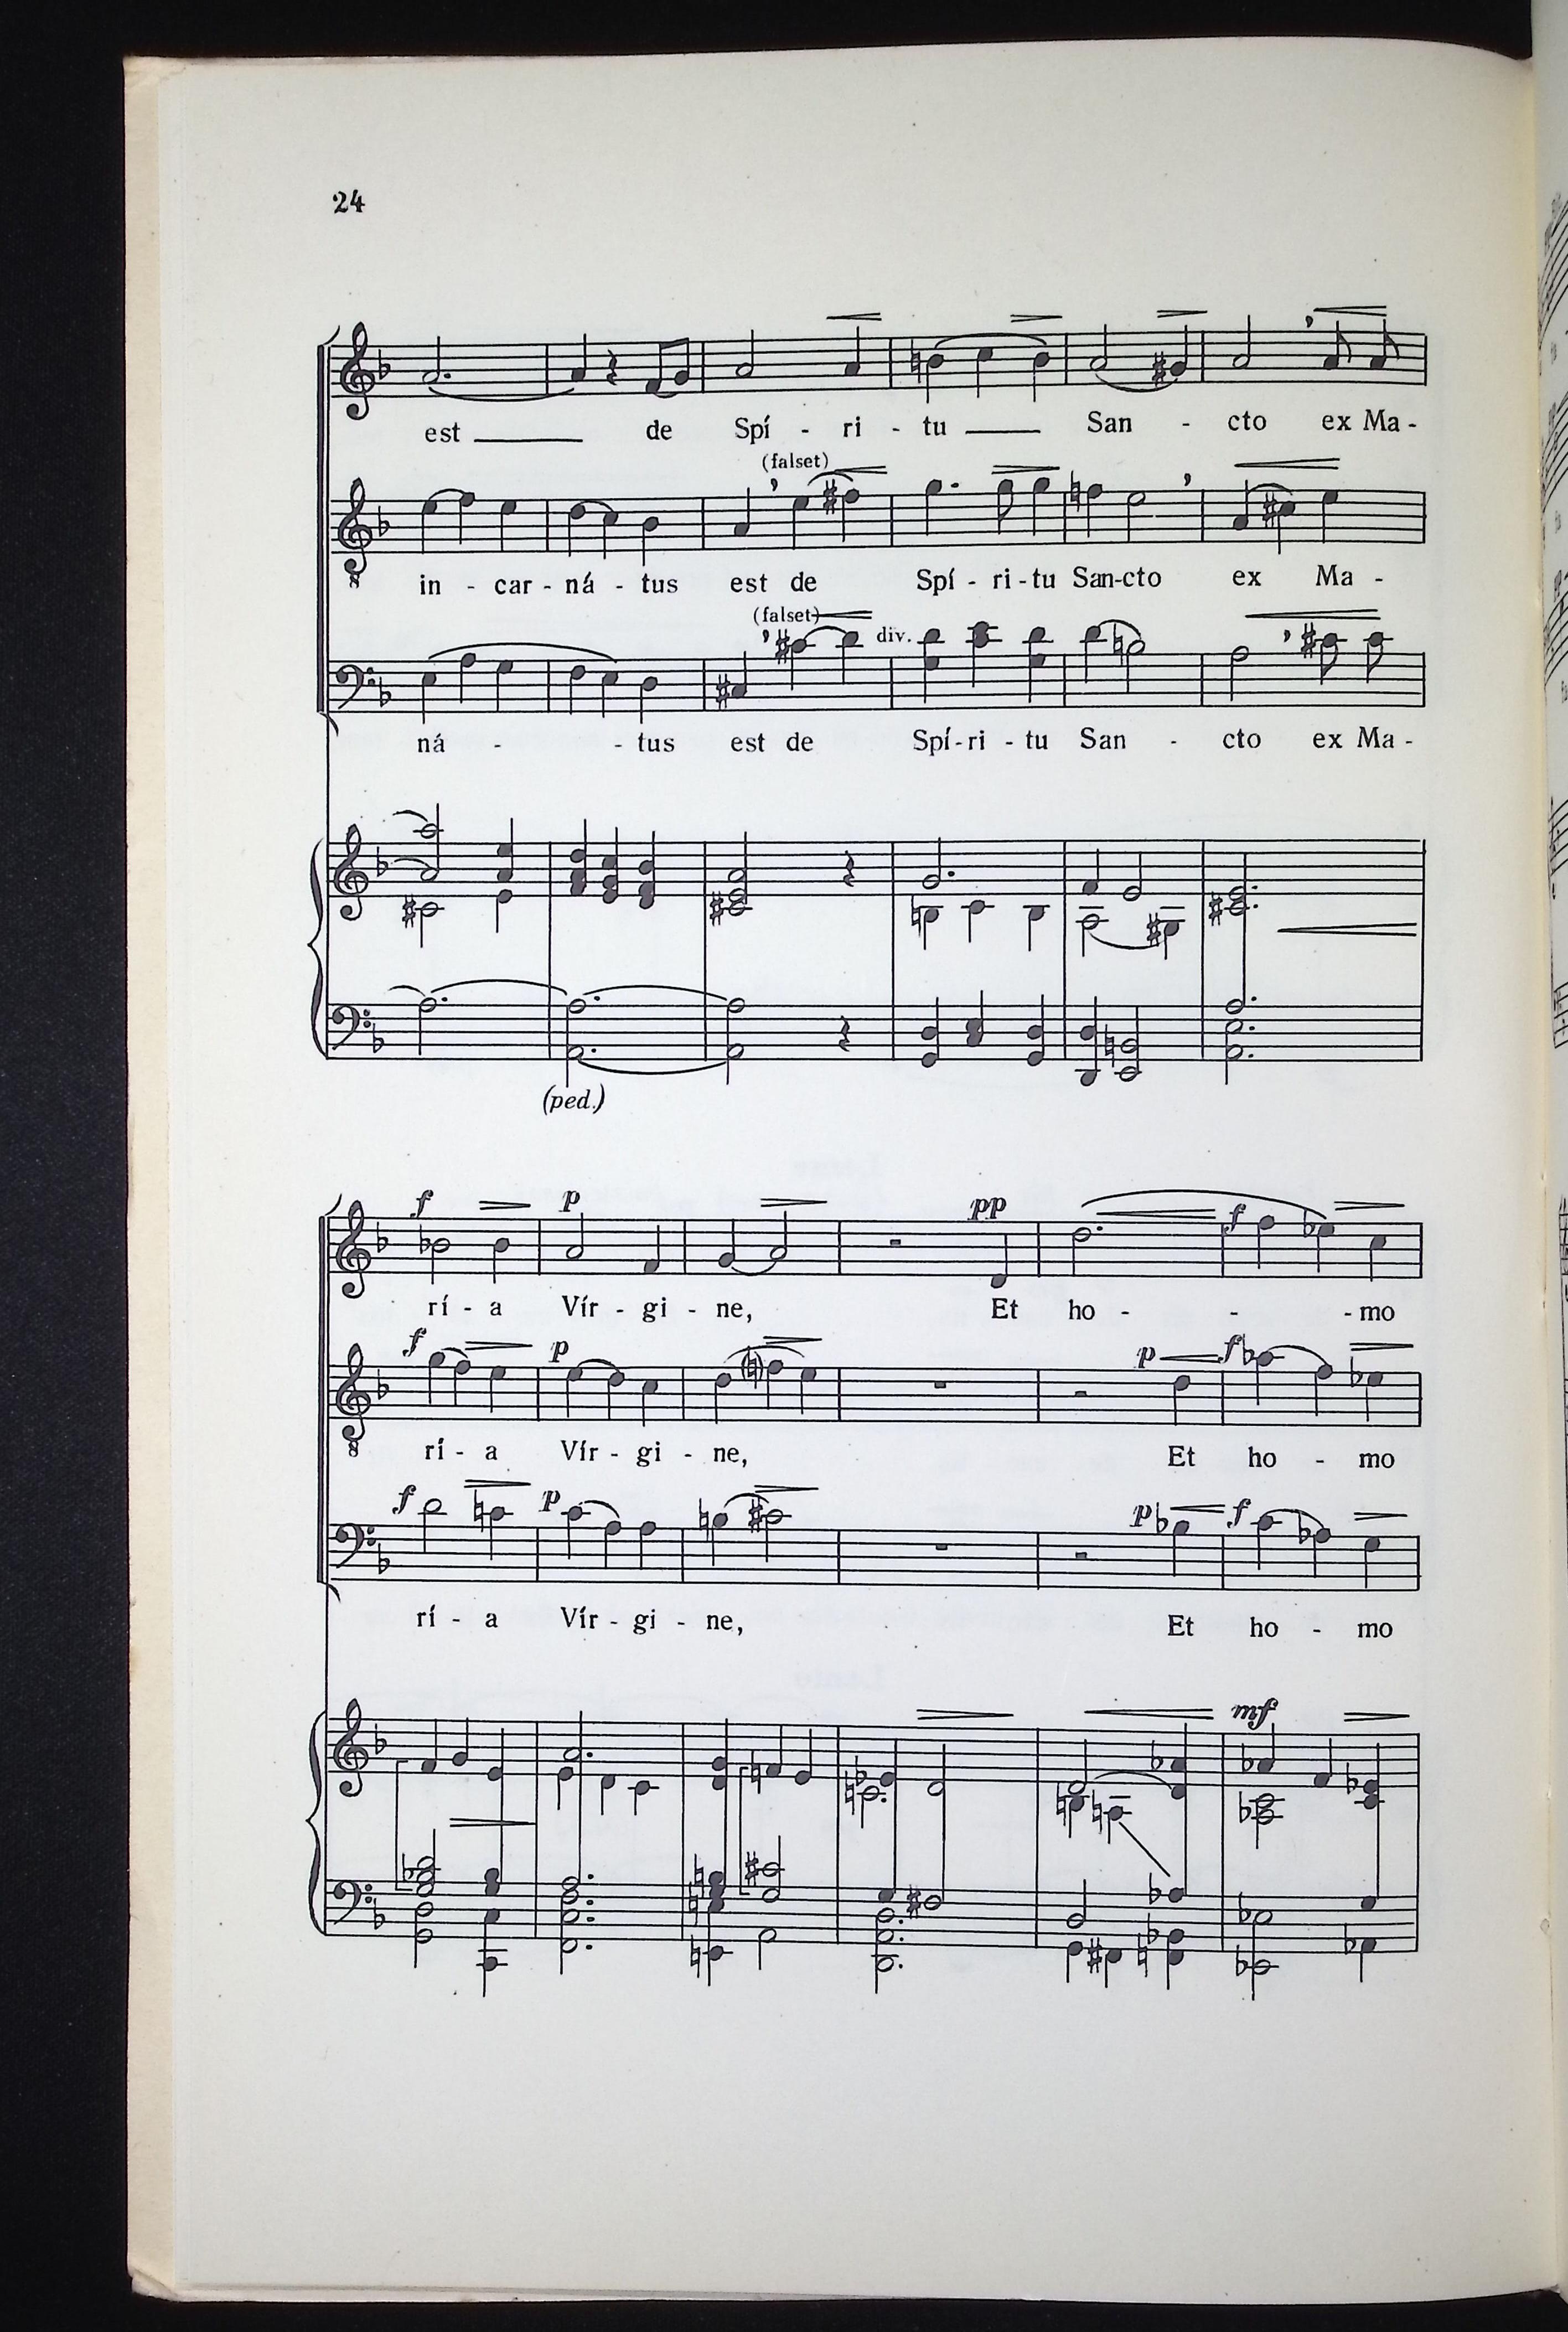 24
est de Spí - ri - tu San - cto ex Ma -
(falset)
in - car - ná - tus est de Spí - ri - tu San-cto ex Ma -
(falset)
div.
ná - - tus est de Spí-ri - tu San - cto ex Ma -
(ped.)
f p pp f
rí - a Vír - gi - ne, Et ho - - - mo
f p p f
rí - a Vír - gi - ne, Et ho - mo
f p p f
rí - a Vír - gi - ne, Et ho - mo
mf